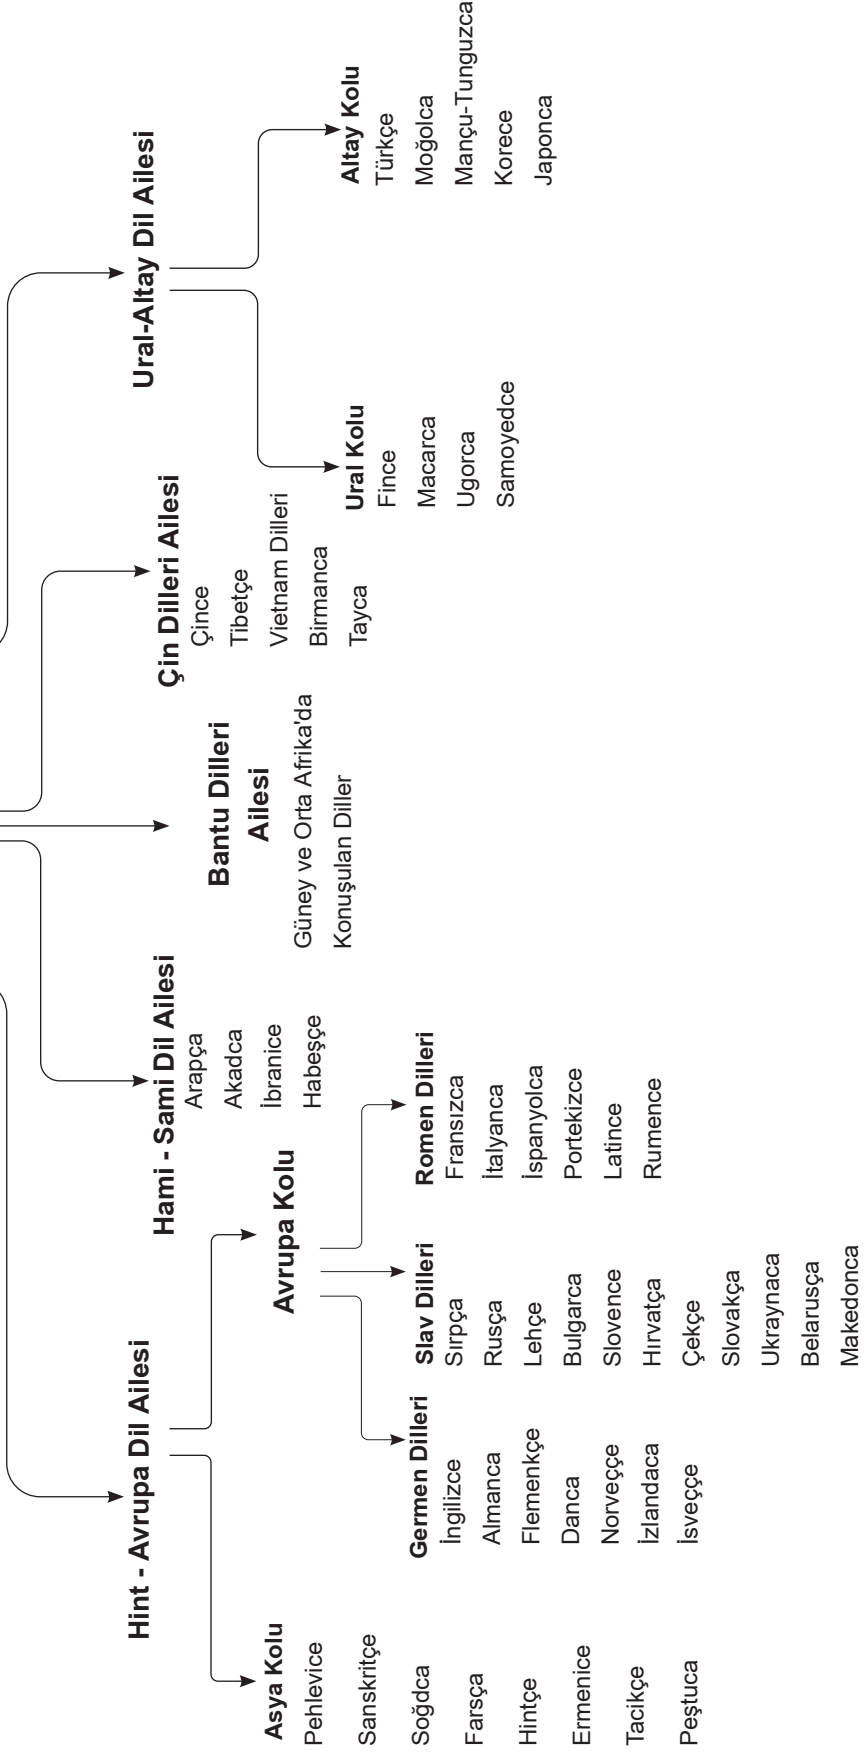 Hint - Avrupa Dil Ailesi
Asya Kolu
Pehlevice
Sanskritçe
Soğdca
Farsça
Hintçe
Ermenice
Tacikçe
Peştuca
Avrupa Kolu
Germen Dilleri
İngilizce
Almanca
Flemenkçe
Danca
Norveççe
İzlandaca
İsveççe
Slav Dilleri
Sırpça
Rusça
Lehçe
Bulgarca
Slovence
Hırvatça
Çekçe
Slovakça
Ukraynaca
Belarusça
Makedonca
Romen Dilleri
Fransızca
İtalyanca
İspanyolca
Portekizce
Latince
Rumence
Hami - Sami Dil Ailesi
Arapça
Akadca
İbranice
Habeşçe
Bantu Dilleri
Ailesi
Güney ve Orta Afrika'da
Konuşulan Diller
Çin Dilleri Ailesi
Çince
Tibetçe
Vietnam Dilleri
Birmanca
Tayca
Ural-Altay Dil Ailesi
Ural Kolu
Fince
Macarca
Ugorca
Samoyedce
Altay Kolu
Türkçe
Moğolca
Mançu-Tunguzca
Korece
Japonca